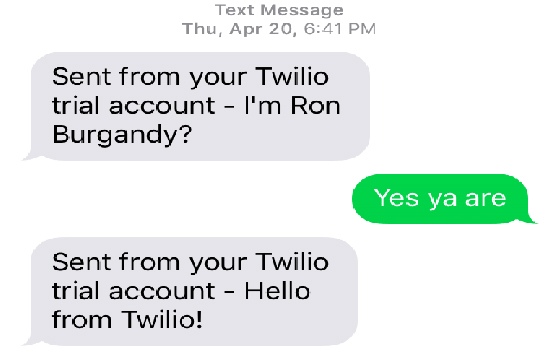 Text Message
Thu, Apr 20, 6:41 PM
Sent from your Twilio
trial account - I'm Ron
Burgandy?
Yes ya are
Sent from your Twilio
trial account - Hello
from Twilio!